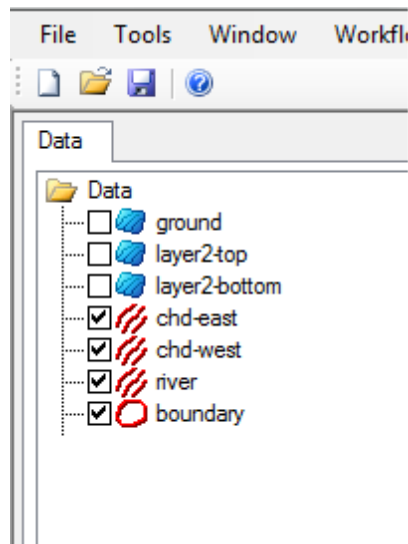 File Tools Window Workfl
Data
Data
ground
layer2-top
layer2-bottom
chd-east
chd-west
river
boundary